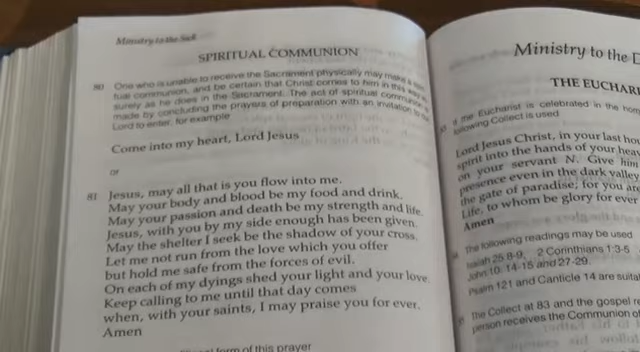 Ministry to the Sick
SPIRITUAL COMMUNION
80 One who is unable to receive the Sacrament physically may make a
tual communion, and be certain that Christ comes to him in this way as
surely as he does in the Sacrament. The act of spiritual communion is
made by concluding the prayers of preparation with an invitation to the
Lord to enter, for example
Come into my heart, Lord Jesus
or
81 Jesus, may all that is you flow into me.
May your body and blood be my food and drink.
May your passion and death be my strength and life.
Jesus, with you by my side enough has been given.
May the shelter I seek be the shadow of your cross.
Let me not run from the love which you offer
but hold me safe from the forces of evil.
On each of my dyings shed your light and your love.
Keep calling to me until that day comes
when, with your saints, I may praise you for ever.
Amen
form of this prayer
Ministry to the
THE EUCHAR
the Eucharist is celebrated in the hom
following Collect is used
Lord Jesus Christ, in your last hou
spirit into the hands of your heav
on your servant N. Give him
presence even in the dark valley
the gate of paradise; for you are
Life, to whom be glory for ever
Amen
The following readings may be used
Isaiah 25.8-9, 2 Corinthians 1:3-5
John 10: 14-15 and 27-29.
Psalm 121 and Canticle 14 are suita
The Collect at 83 and the gospel re
person receives the Communion of